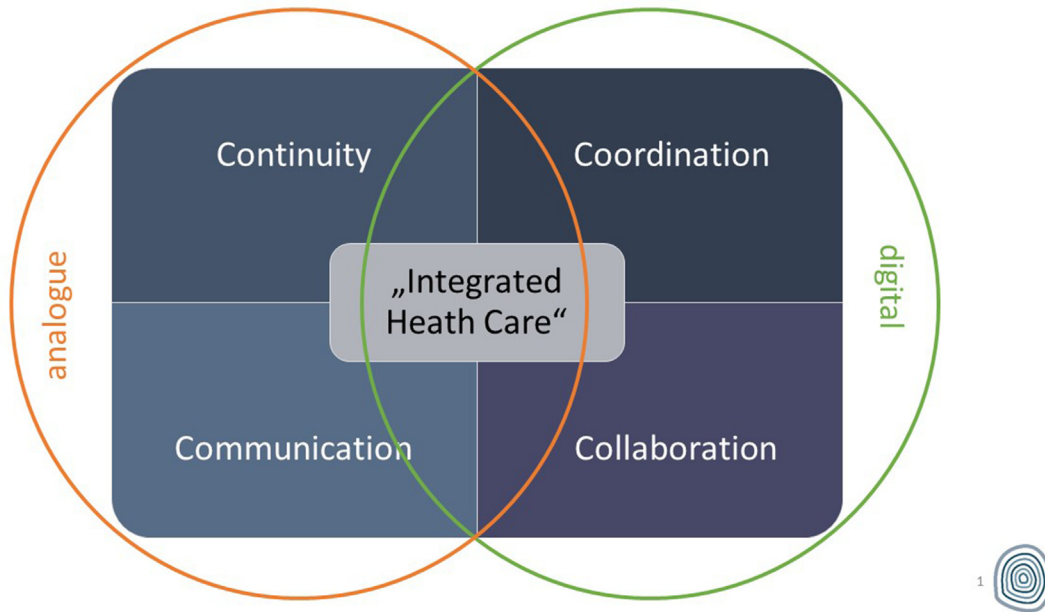 Continuity
Coordination
analogue
„Integrated
Heath Care“
digital
Communication
Collaboration
1